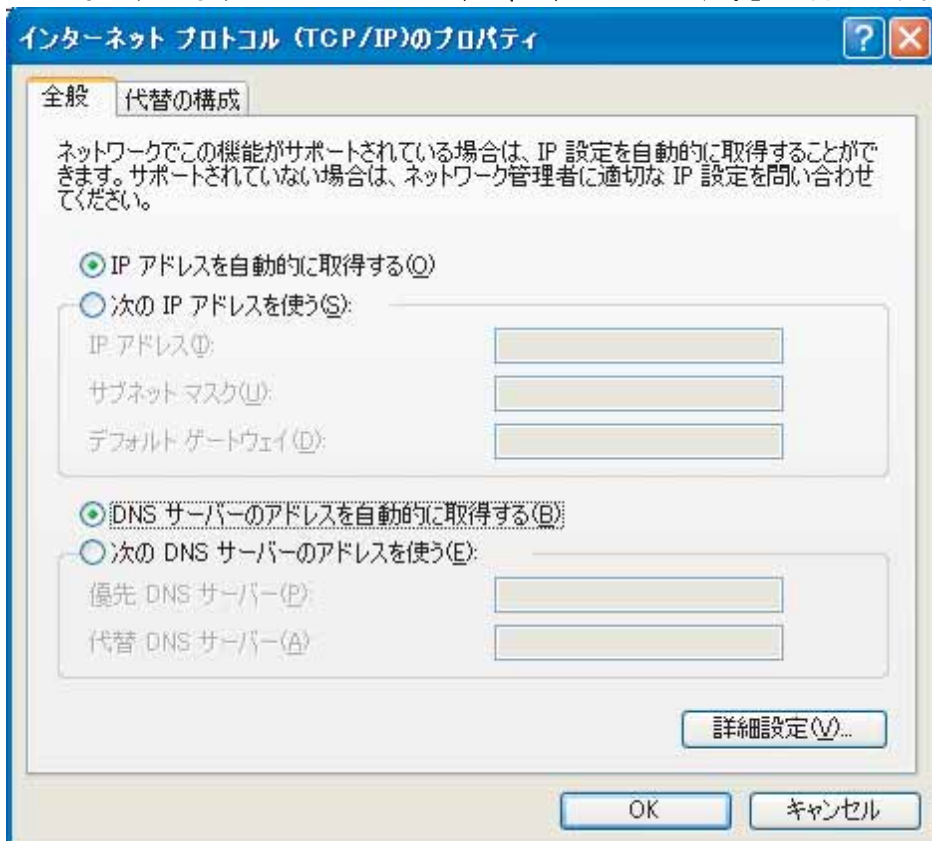 インターネット プロトコル (TCP/IP)のプロパティ
全般
代替の構成
ネットワークでこの機能がサポートされている場合は、IP 設定を自動的に取得することがで
きます。サポートされていない場合は、ネットワーク管理者に適切な IP 設定を問い合わせ
てください。
IP アドレスを自動的に取得する(O)
次の IP アドレスを使う(S):
IP アドレス(I):
サブネット マスク(U):
デフォルト ゲートウェイ(D):
DNS サーバーのアドレスを自動的に取得する(B)
次の DNS サーバーのアドレスを使う(E):
優先 DNS サーバー(P):
代替 DNS サーバー(A):
詳細設定(V)...
OK
キャンセル